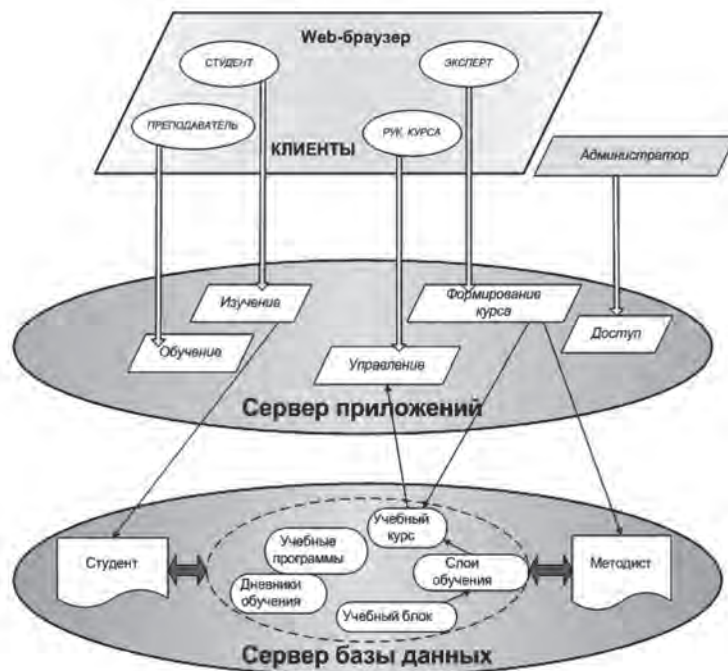 Web-браузер
СТУДЕНТ
ЭКСПЕРТ
ПРЕПОДАВАТЕЛЬ
РУК. КУРСА
КЛИЕНТЫ
Администратор
Изучение
Формирование
курса
Обучение
Управление
Доступ
Сервер приложений
Студент
Учебный
курс
Учебные
программы
Слои
обучения
Методист
Дневники
обучения
Учебный блок
Сервер базы данных